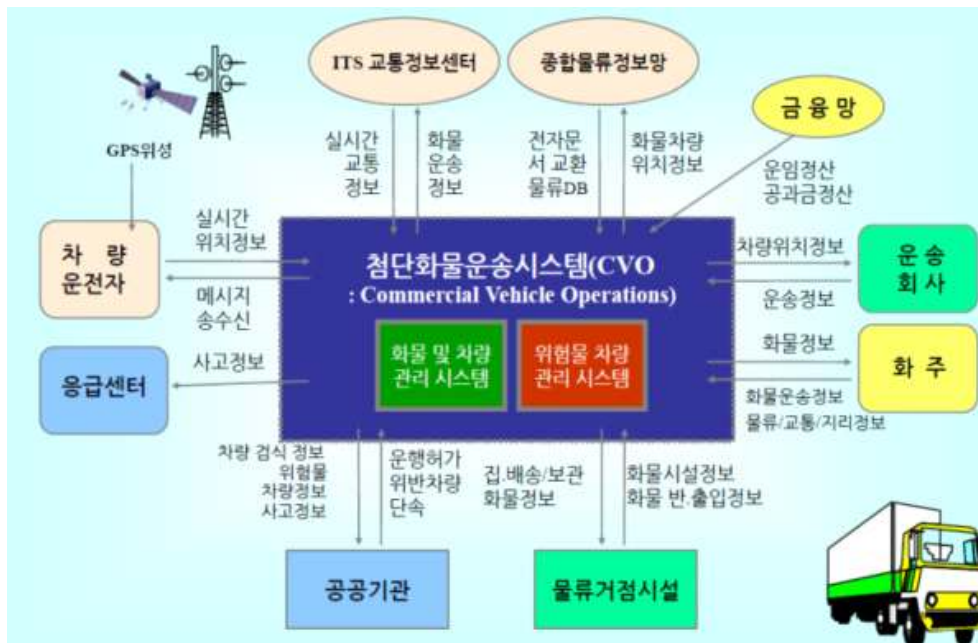 ITS 교통정보센터
종합물류정보망
금 융 망
GPS위성
실시간
교통
정보
화물
운송
정보
전자문
서 교환
물류DB
화물차량
위치정보
운임정산
공과금정산
차 량
운전자
실시간
위치정보
메시지
송수신
첨단화물운송시스템(CVO
: Commercial Vehicle Operations)
화물 및 차량
관리 시스템
위험물 차량
관리 시스템
차량위치정보
운송정보
운 송
회 사
응급센터
사고정보
화물정보
화물운송정보
물류/교통/지리정보
화 주
차량 검식 정보
위험물
차량정보
사고정보
운행허가
위반차량
단속
집.배송/보관
화물정보
화물시설정보
화물 반.출입정보
공공기관
물류거점시설